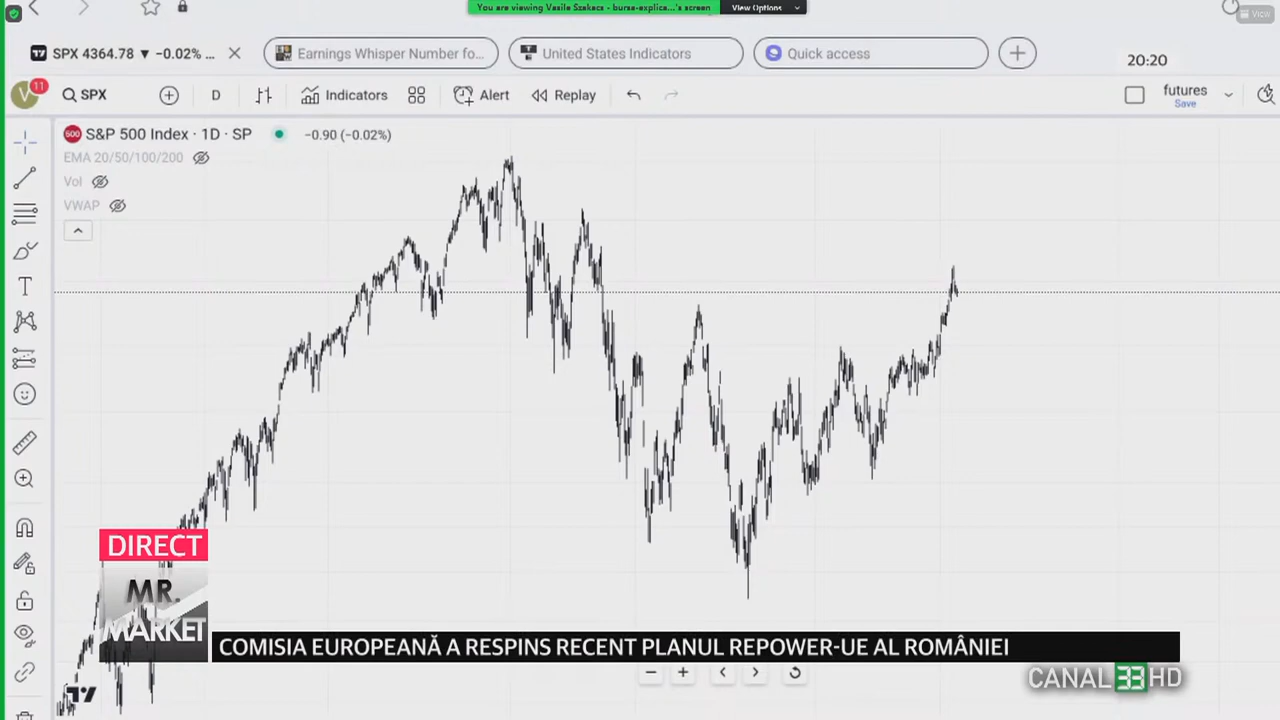 You are viewing Vasile Szakacs - bursa-explica...'s screen
View Options
View
SPX 4364.78 ▼ −0.02% ...
Earnings Whisper Number fo...
United States Indicators
Quick access
20:20
V
11
SPX
D
Indicators
Alert
Replay
futures
Save
500
S&P 500 Index · 1D · SP
−0.90 (−0.02%)
EMA 20/50/100/200
Vol
VWAP
DIRECT
MR.
MARKET
COMISIA EUROPEANĂ A RESPINS RECENT PLANUL REPOWER-UE AL ROMÂNIEI
CANAL 33 HD